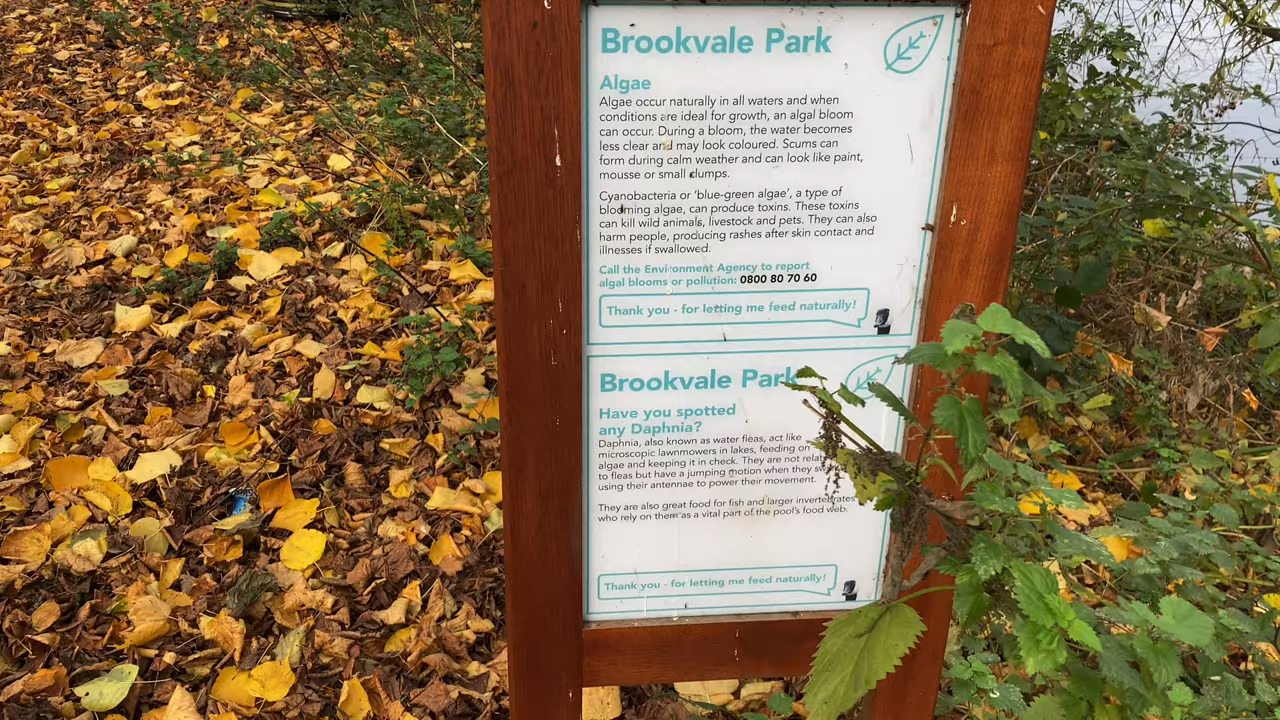 Brookvale Park
Algae
Algae occur naturally in all waters and when
conditions are ideal for growth, an algal bloom
can occur. During a bloom, the water becomes
less clear and may look coloured. Scums can
form during calm weather and can look like paint,
mousse or small clumps.
Cyanobacteria or 'blue-green algae', a type of
blooming algae, can produce toxins. These toxins
can kill wild animals, livestock and pets. They can also
harm people, producing rashes after skin contact and
illnesses if swallowed.
Call the Environment Agency to report
algal blooms or pollution: 0800 80 70 60
Thank you - for letting me feed naturally!
Brookvale Park
Have you spotted
any Daphnia?
Daphnia, also known as water fleas, act like
microscopic lawnmowers in lakes, feeding on
algae and keeping it in check. They are not
to fleas but have a jumping motion when they
using their antennae to power their movement.
They are also great food for fish and larger invertebrates
who rely on them as a vital part of the pool's food web.
Thank you - for letting me feed naturally!